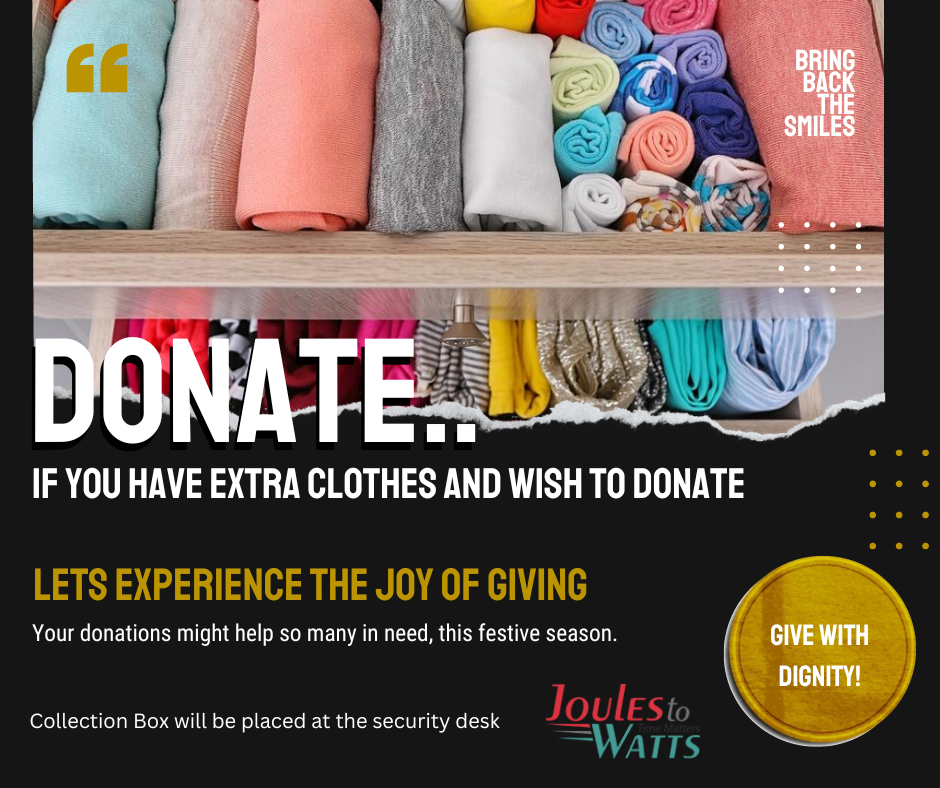 BRING
BACK
THE
SMILES
DONATE..
IF YOU HAVE EXTRA CLOTHES AND WISH TO DONATE
LETS EXPERIENCE THE JOY OF GIVING
Your donations might help so many in need, this festive season.
GIVE WITH
DIGNITY!
Collection Box will be placed at the security desk
JOULES to
Time Matters
WATTS